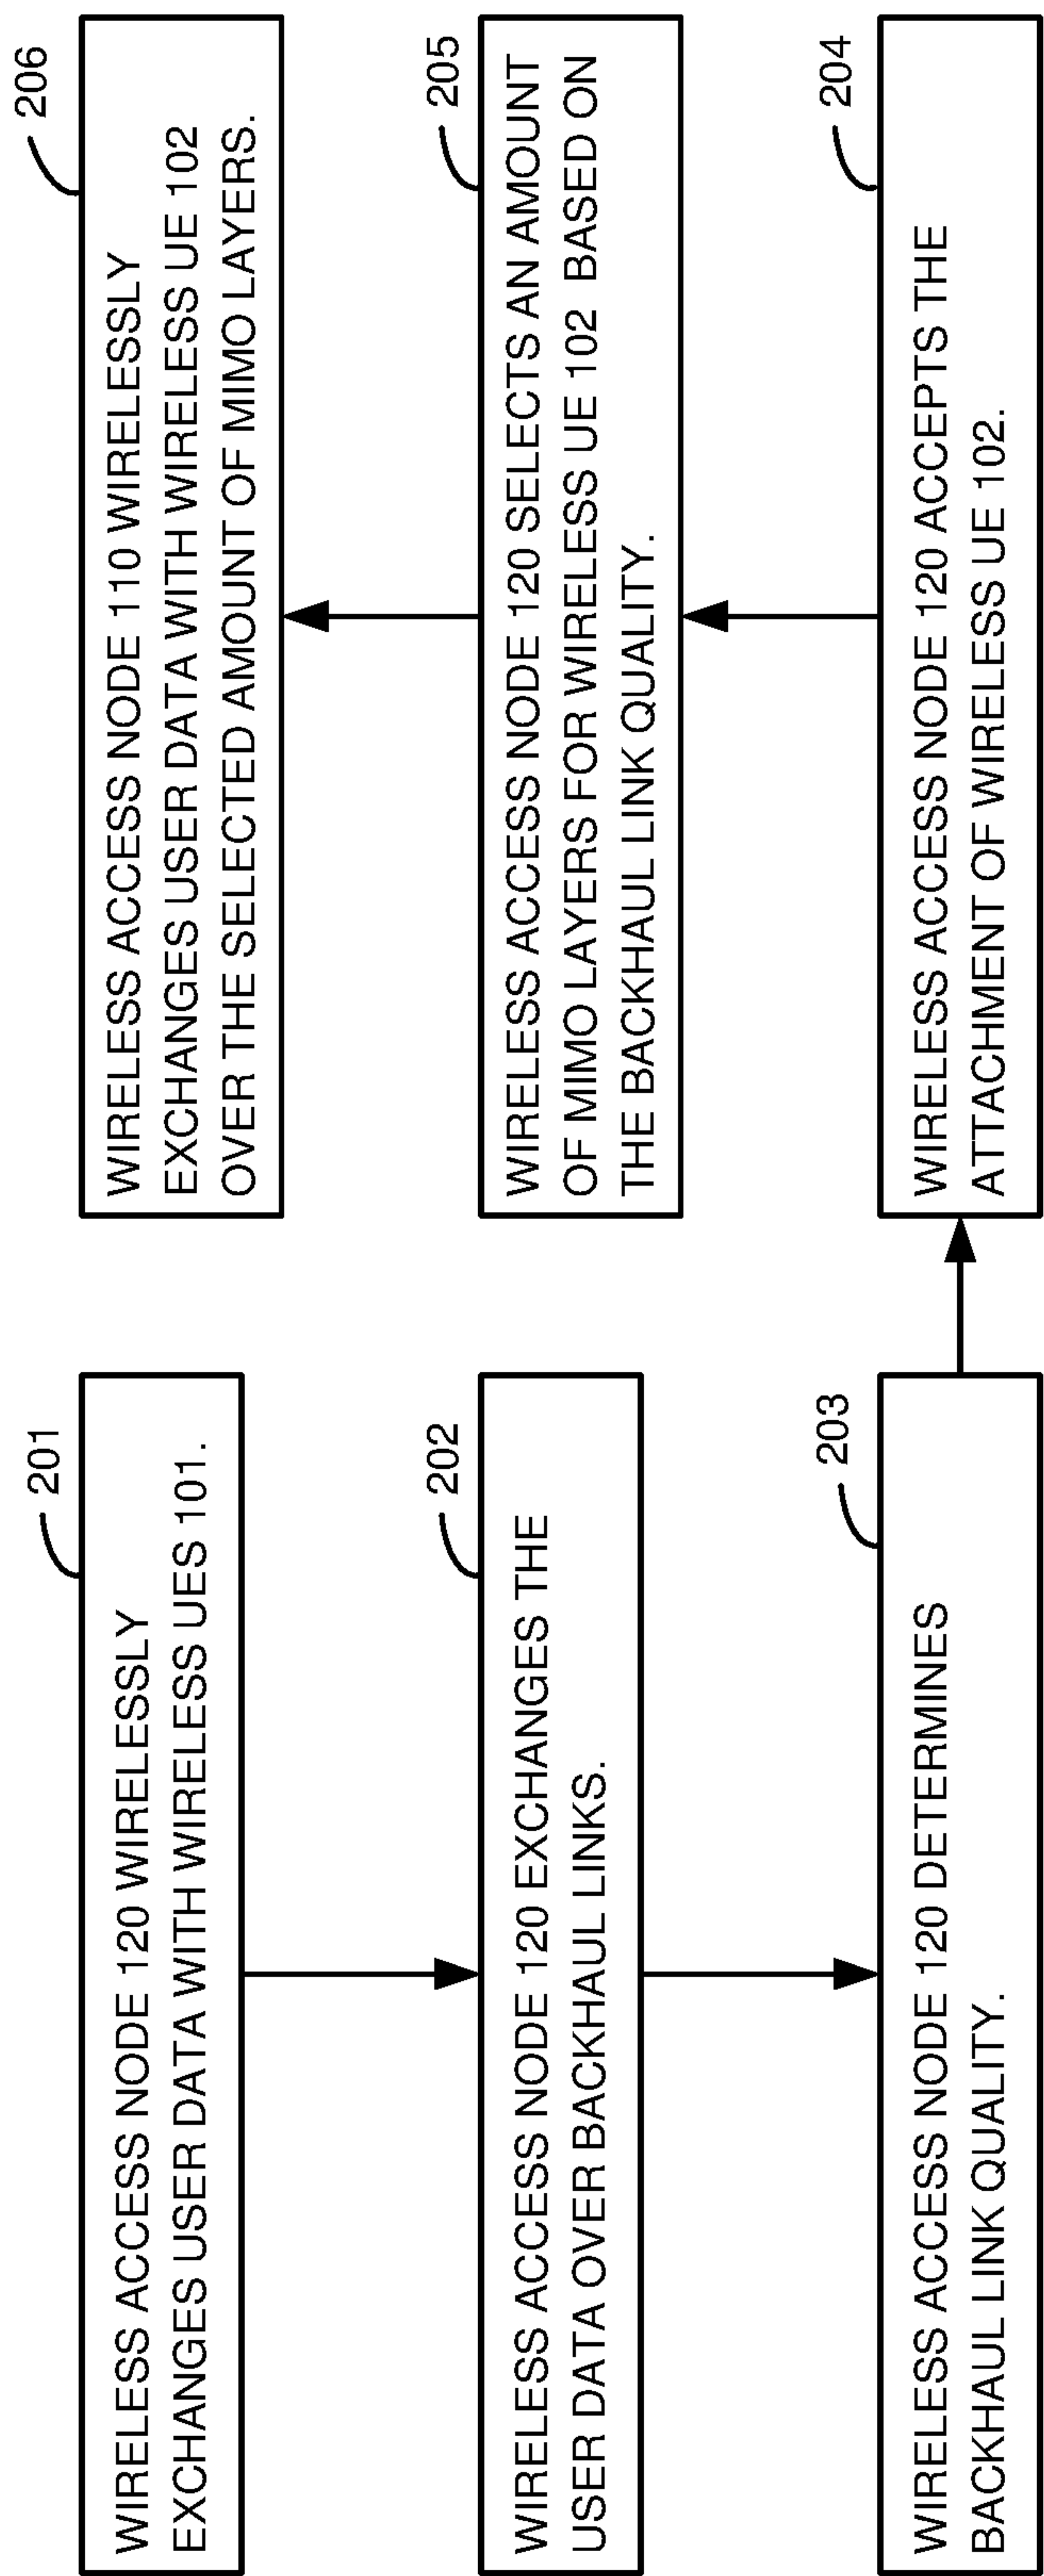 201
WIRELESS ACCESS NODE 120 WIRELESSLY
EXCHANGES USER DATA WITH WIRELESS UES 101.
202
WIRELESS ACCESS NODE 120 EXCHANGES THE
USER DATA OVER BACKHAUL LINKS.
203
WIRELESS ACCESS NODE 120 DETERMINES
BACKHAUL LINK QUALITY.
204
WIRELESS ACCESS NODE 120 ACCEPTS THE
ATTACHMENT OF WIRELESS UE 102.
205
WIRELESS ACCESS NODE 120 SELECTS AN AMOUNT
OF MIMO LAYERS FOR WIRELESS UE 102 BASED ON
THE BACKHAUL LINK QUALITY.
206
WIRELESS ACCESS NODE 110 WIRELESSLY
EXCHANGES USER DATA WITH WIRELESS UE 102
OVER THE SELECTED AMOUNT OF MIMO LAYERS.